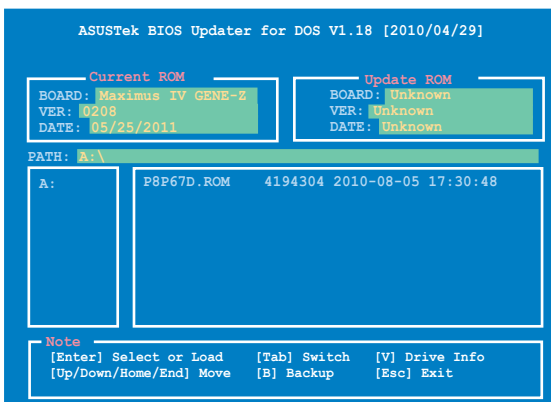 ASUSTek BIOS Updater for DOS V1.18 [2010/04/29]
Current ROM
BOARD: Maximus IV GENE-Z
VER: 0208
DATE: 05/25/2011
Update ROM
BOARD: Unknown
VER: Unknown
DATE: Unknown
PATH: A:\
A:
P8P67D.ROM 4194304 2010-08-05 17:30:48
Note
[Enter] Select or Load [Tab] Switch [V] Drive Info
[Up/Down/Home/End] Move [B] Backup [Esc] Exit